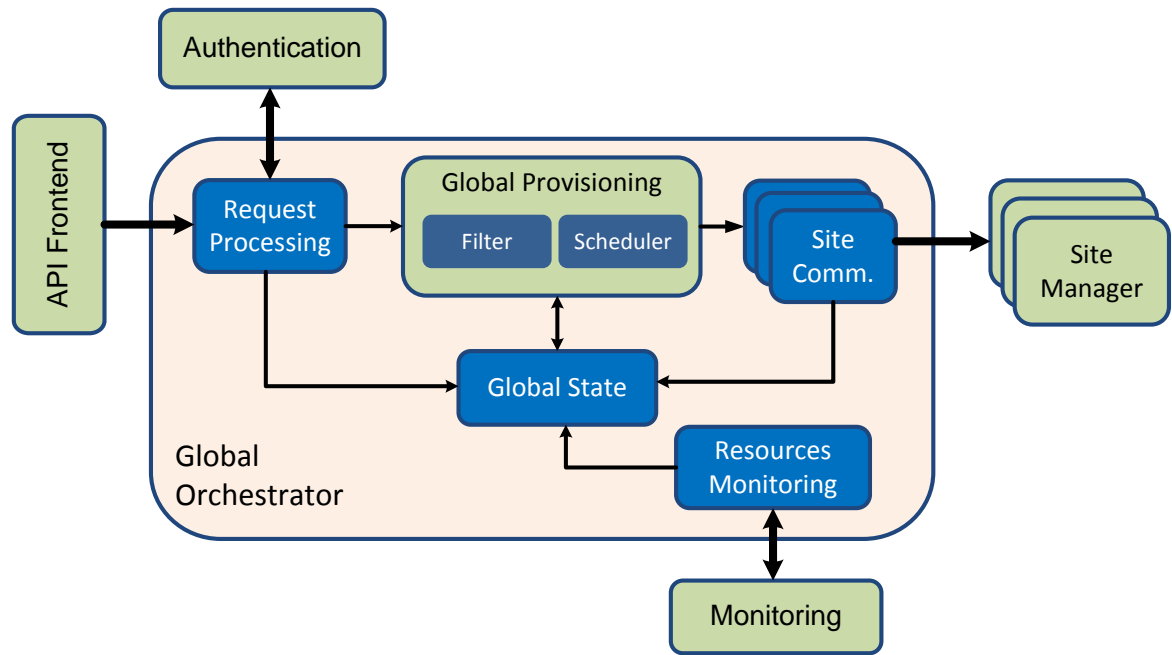 Authentication
API Frontend
Request
Processing
Global Provisioning
Filter
Scheduler
Site
Comm.
Site
Manager
Global State
Resources
Monitoring
Global
Orchestrator
Monitoring